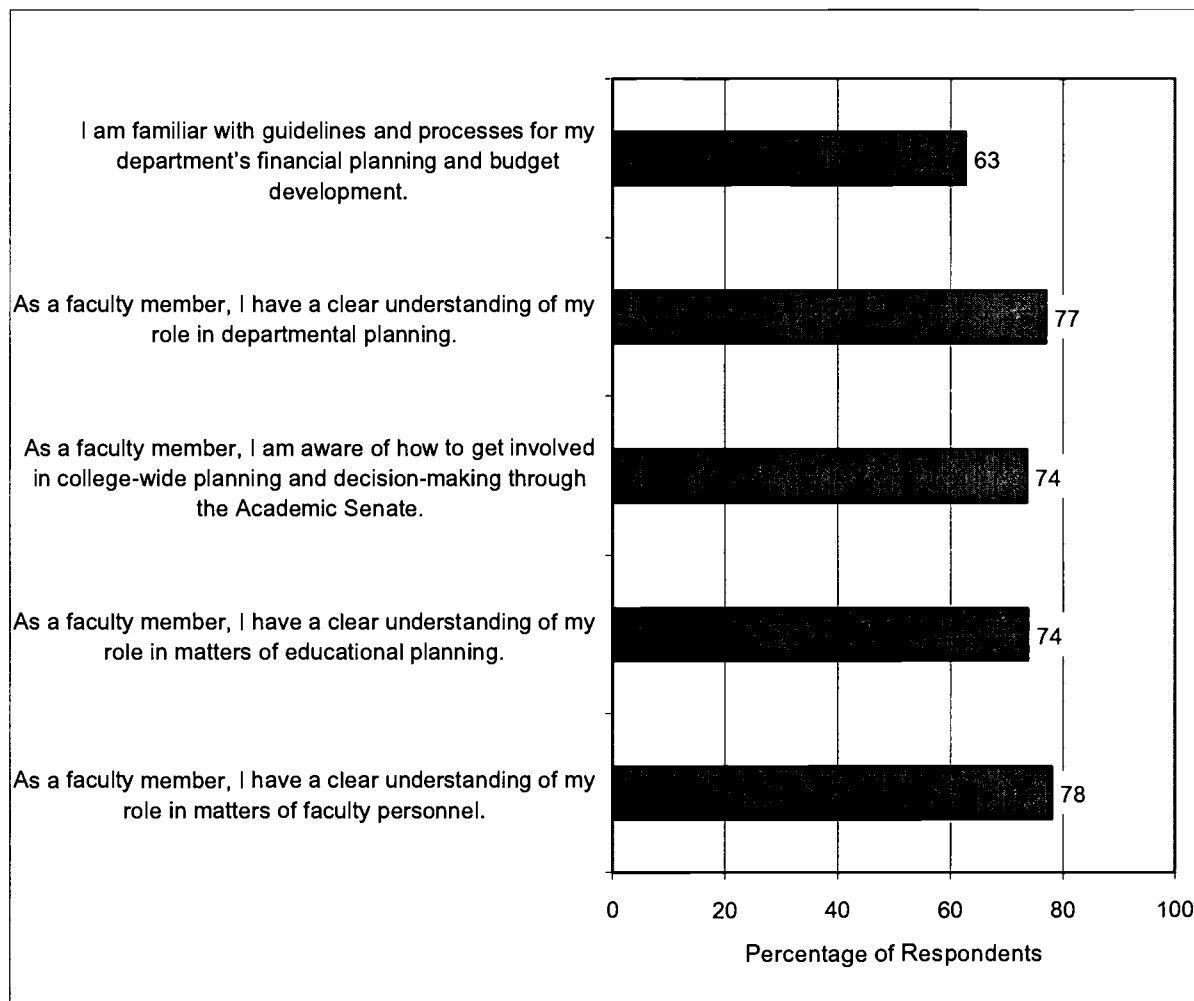 I am familiar with guidelines and processes for my
department's financial planning and budget
development.
63
As a faculty member, I have a clear understanding of my
role in departmental planning.
77
As a faculty member, I am aware of how to get involved
in college-wide planning and decision-making through
the Academic Senate.
74
As a faculty member, I have a clear understanding of my
role in matters of educational planning.
74
As a faculty member, I have a clear understanding of my
role in matters of faculty personnel.
78
0 20 40 60 80 100
Percentage of Respondents